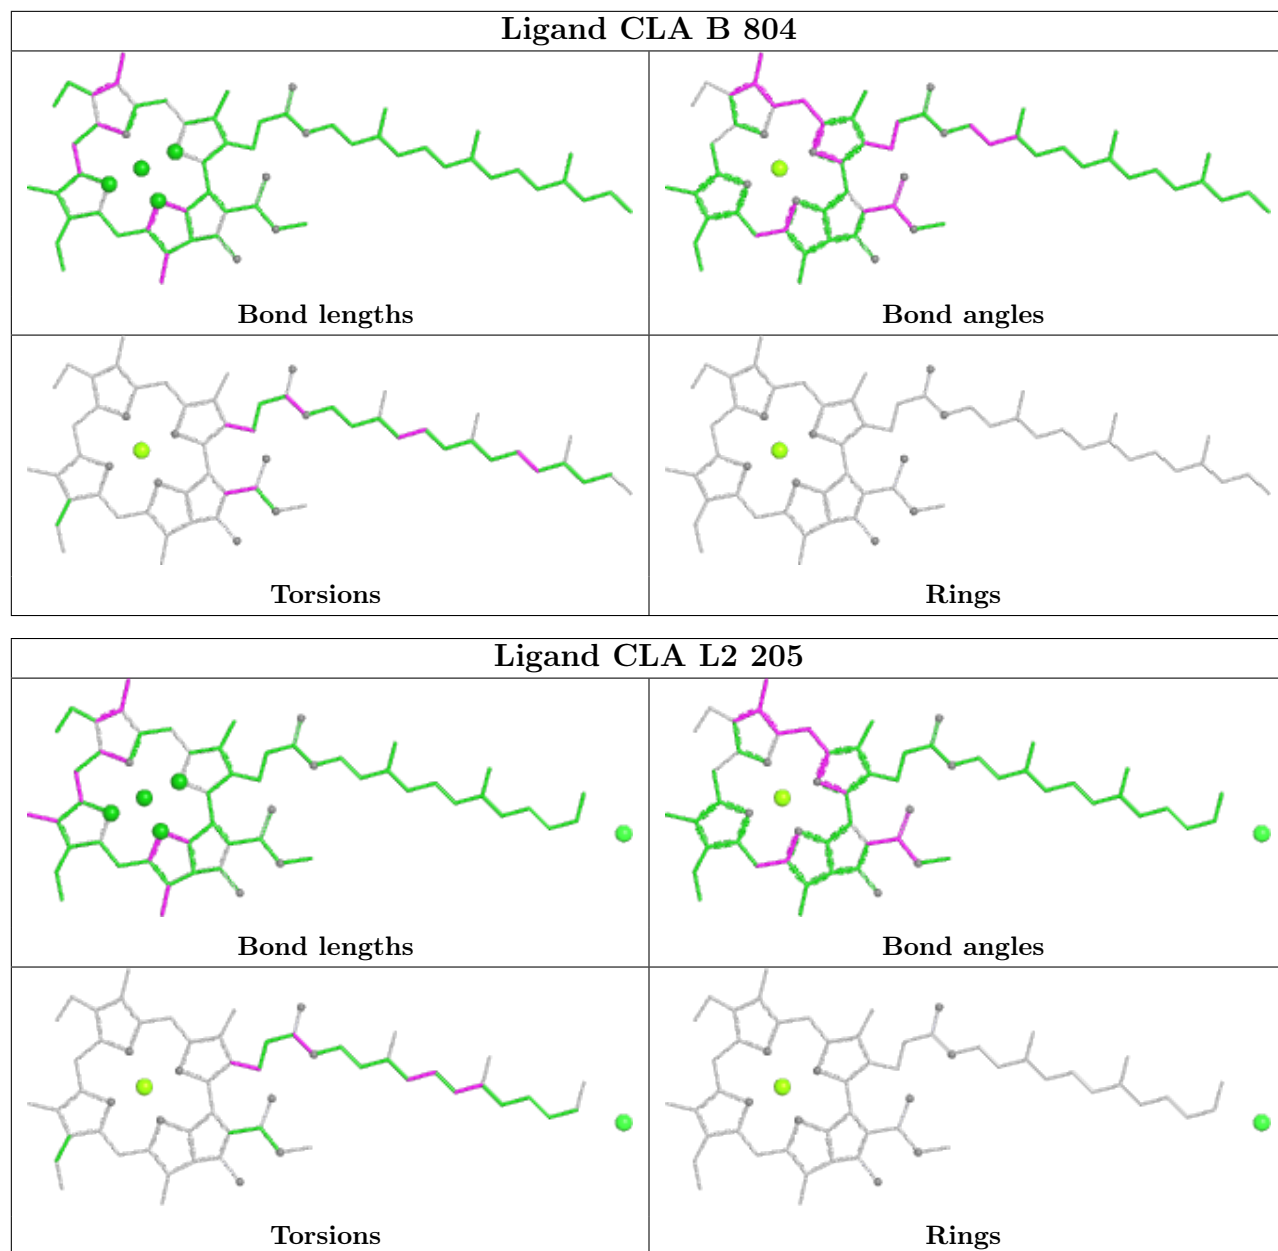 Ligand CLA B 804
Bond lengths
Bond angles
Torsions
Rings
Ligand CLA L2 205
Bond lengths
Bond angles
Torsions
Rings